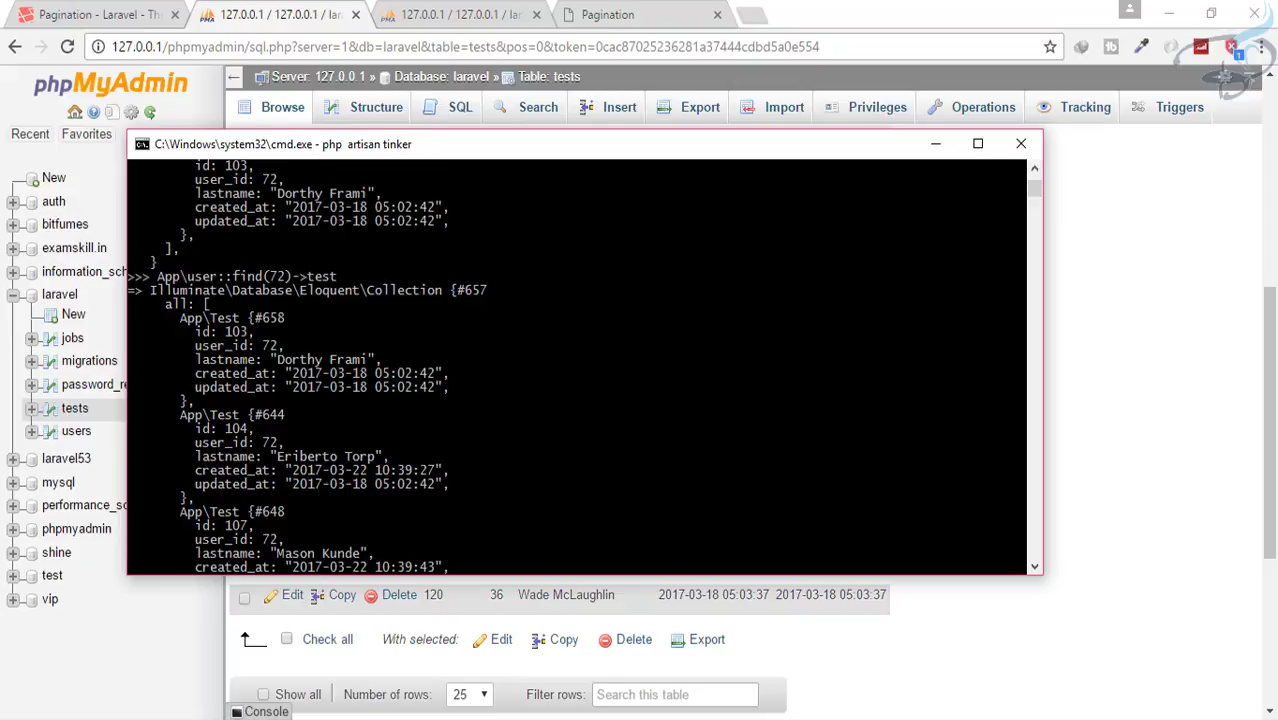 Pagination - Laravel - Th
127.0.0.1 / 127.0.0.1 / la
127.0.0.1 / 127.0.0.1 / la
Pagination
127.0.0.1/phpmyadmin/sql.php?server=1&db=laravel&table=tests&pos=0&token=0cac87025236281a37444cdbd5a0e554
phpMyAdmin
Recent Favorites
New
auth
bitfumes
examskill.in
information_sch
laravel
New
jobs
migrations
password_re
tests
users
laravel53
mysql
performance_sc
phpmyadmin
shine
test
vip
Server: 127.0.0.1 » Database: laravel » Table: tests
Browse Structure SQL Search Insert Export Import Privileges Operations Tracking Triggers
C:\Windows\system32\cmd.exe - php artisan tinker
id: 103,
user_id: 72,
lastname: "Dorthy Frami",
created_at: "2017-03-18 05:02:42",
updated_at: "2017-03-18 05:02:42",
},
],
}
>>> App\user::find(72)->test
=> Illuminate\Database\Eloquent\Collection {#657
all: [
App\Test {#658
id: 103,
user_id: 72,
lastname: "Dorthy Frami",
created_at: "2017-03-18 05:02:42",
updated_at: "2017-03-18 05:02:42",
},
App\Test {#644
id: 104,
user_id: 72,
lastname: "Eriberto Torp",
created_at: "2017-03-22 10:39:27",
updated_at: "2017-03-18 05:02:42",
},
App\Test {#648
id: 107,
user_id: 72,
lastname: "Mason Kunde",
created_at: "2017-03-22 10:39:43",
Edit Copy Delete 120 36 Wade McLaughlin 2017-03-18 05:03:37 2017-03-18 05:03:37
Check all With selected: Edit Copy Delete Export
Show all Number of rows: 25 Filter rows: Search this table
Console